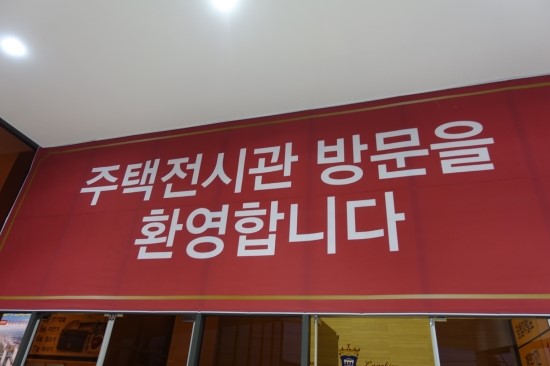 주택전시관 방문을
환영합니다